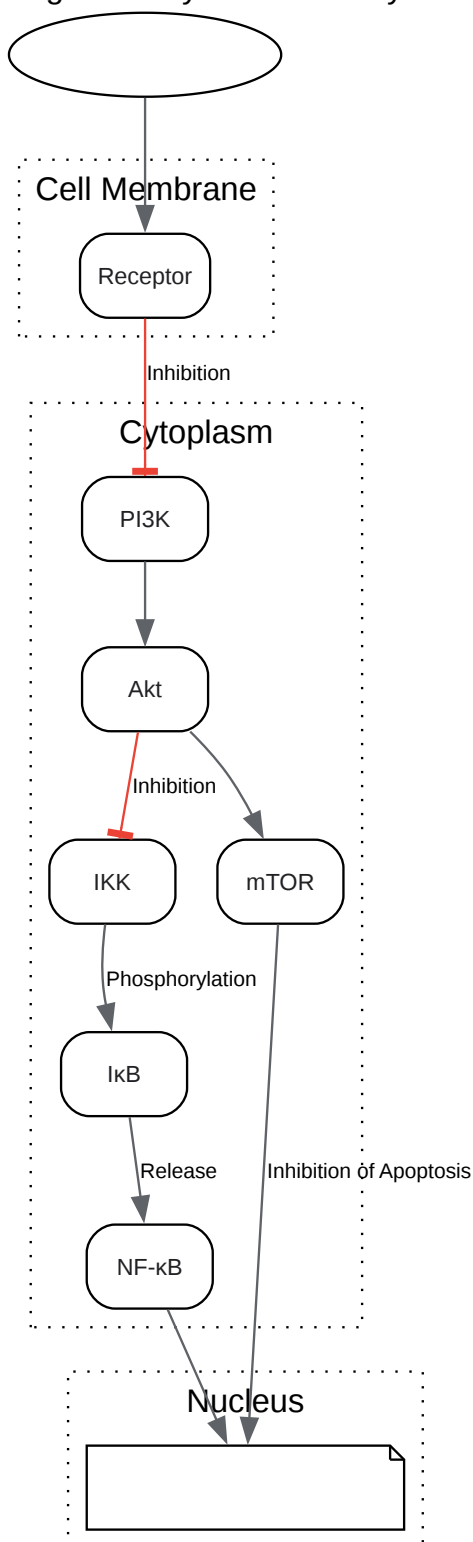 Cell Membrane
Receptor
Inhibition
Cytoplasm
PI3K
Akt
Inhibition
IKK
mTOR
Phosphorylation
IκB
Release
Inhibition of Apoptosis
NF-κB
Nucleus